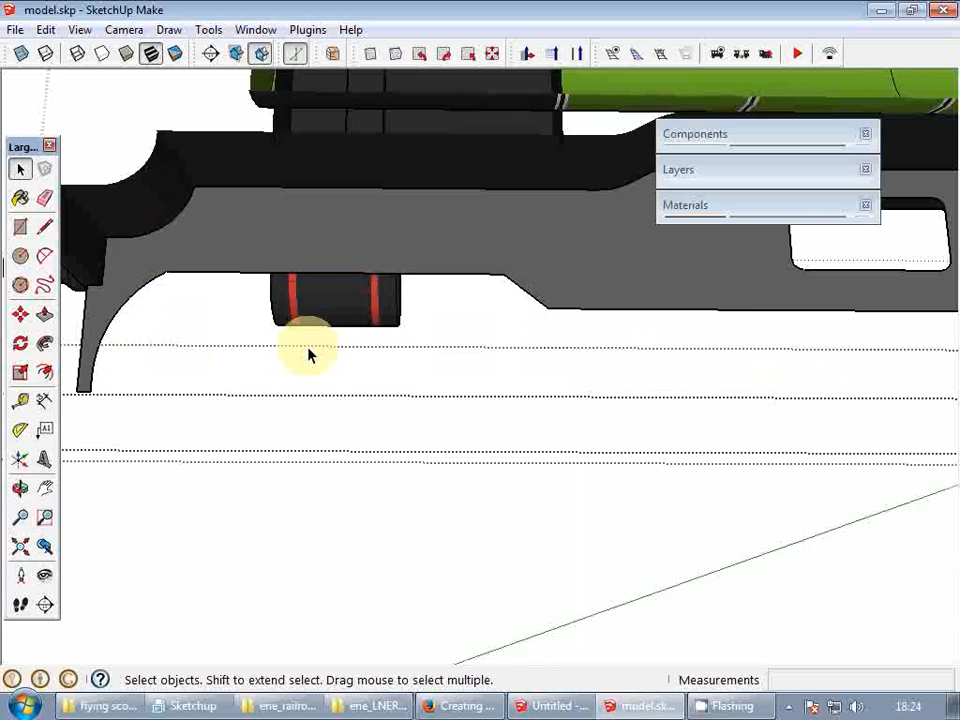 model.skp - SketchUp Make
File Edit View Camera Draw Tools Window Plugins Help
Components
Larg...
Layers
Materials
A1
Select objects. Shift to extend select. Drag mouse to select multiple.
Measurements
flying sco...
Sketchup
ene_railro...
ene_LNER...
Creating ...
Untitled -...
model.sk...
Flashing
18:24